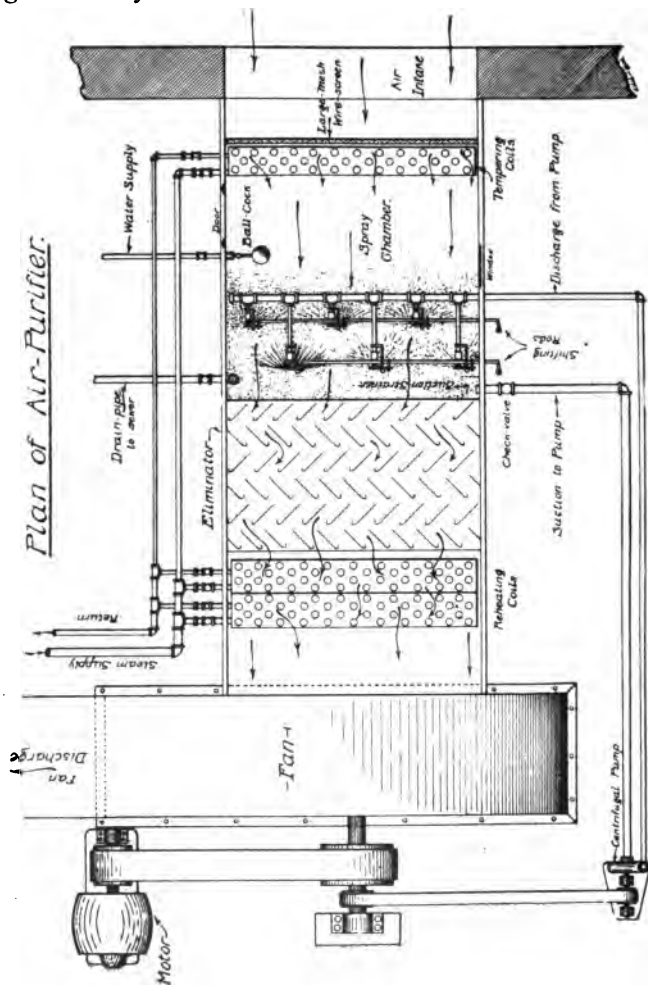 Plan of Air-Purifier.
Air
Inlane
Large-mesh
Wire-screen
Tempering
Coils
Water Supply
Door
Ball-Cock
Spray
Chamber.
Window
Discharge from Pump
Shifting
Rods
Drain-pipe
to sewer
Suction-Strainer
Check-valve
Suction to Pump
Eliminator
Return
Steam Supply
Reheating
Coils
Fan
Fan
Discharge
Centrifugal Pump
Motor